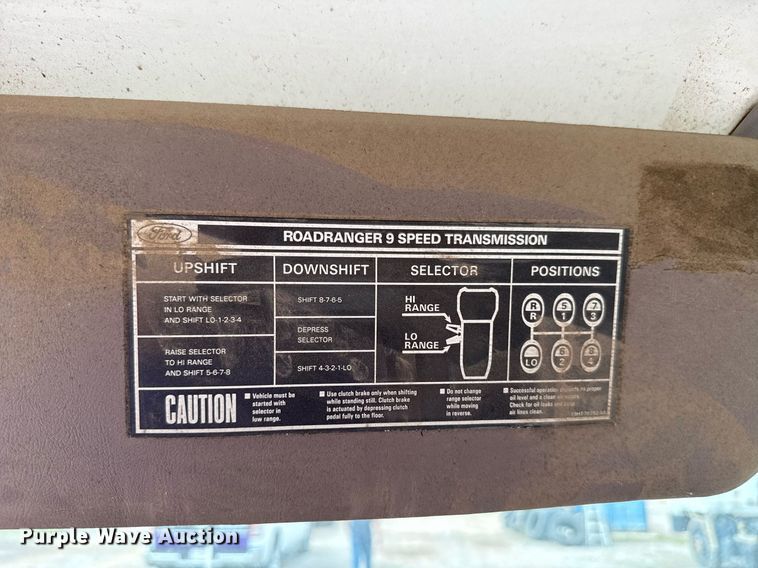 Ford
ROADRANGER 9 SPEED TRANSMISSION
UPSHIFT
START WITH SELECTOR
IN LO RANGE
AND SHIFT LO-1-2-3-4
RAISE SELECTOR
TO HI RANGE
AND SHIFT 5-6-7-8
DOWNSHIFT
SHIFT 8-7-6-5
DEPRESS
SELECTOR
SHIFT 4-3-2-1-LO
SELECTOR
HI
RANGE
LO
RANGE
POSITIONS
R 5 7
R 1 3
6 8
LO 2 4
CAUTION
Vehicle must be
started with
selector in
low range.
Use clutch brake only when shifting
while standing still. Clutch brake
is actuated by depressing clutch
pedal fully to the floor.
Do not change
range selector
while moving
in reverse.
Successful operation depends on proper
oil level and a clean air supply.
Check for oil leaks and keep
air lines clean.
Purple Wave Auction